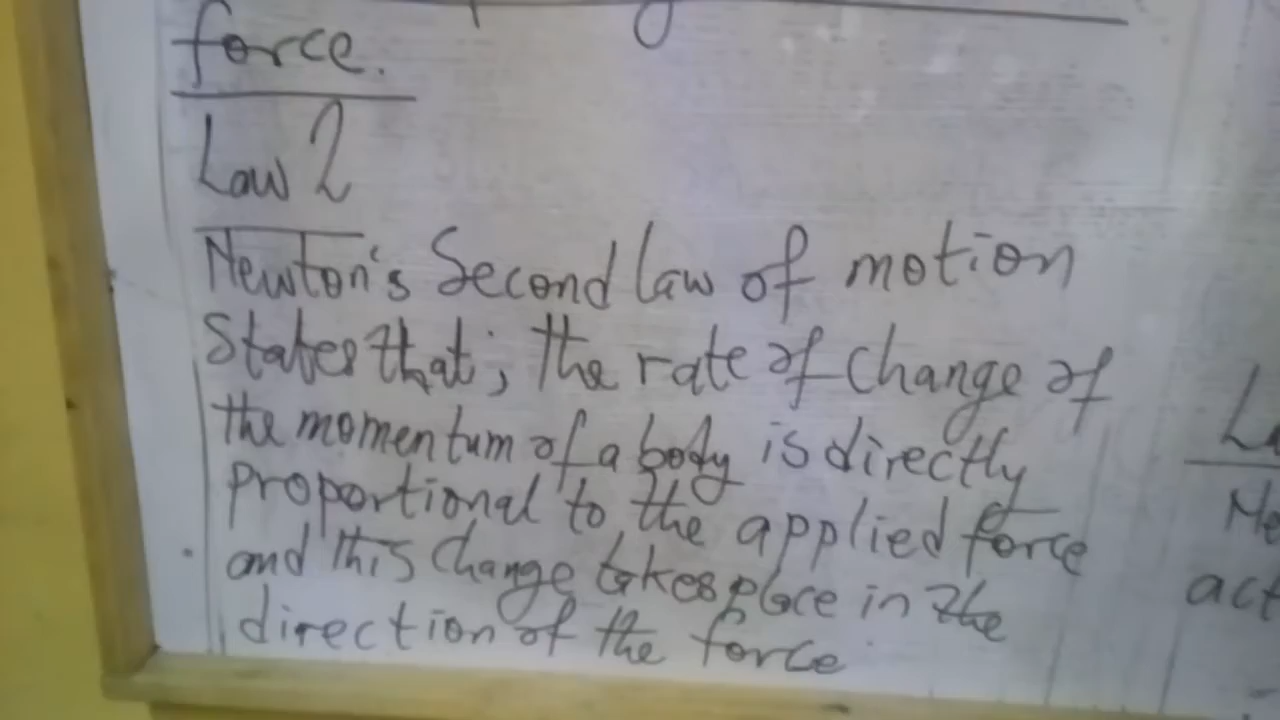 force.
Law 2
Newton's Second law of motion
States that; the rate of change of
the momentum of a body is directly
proportional to the applied force
and this change takes place in the
direction of the force
act